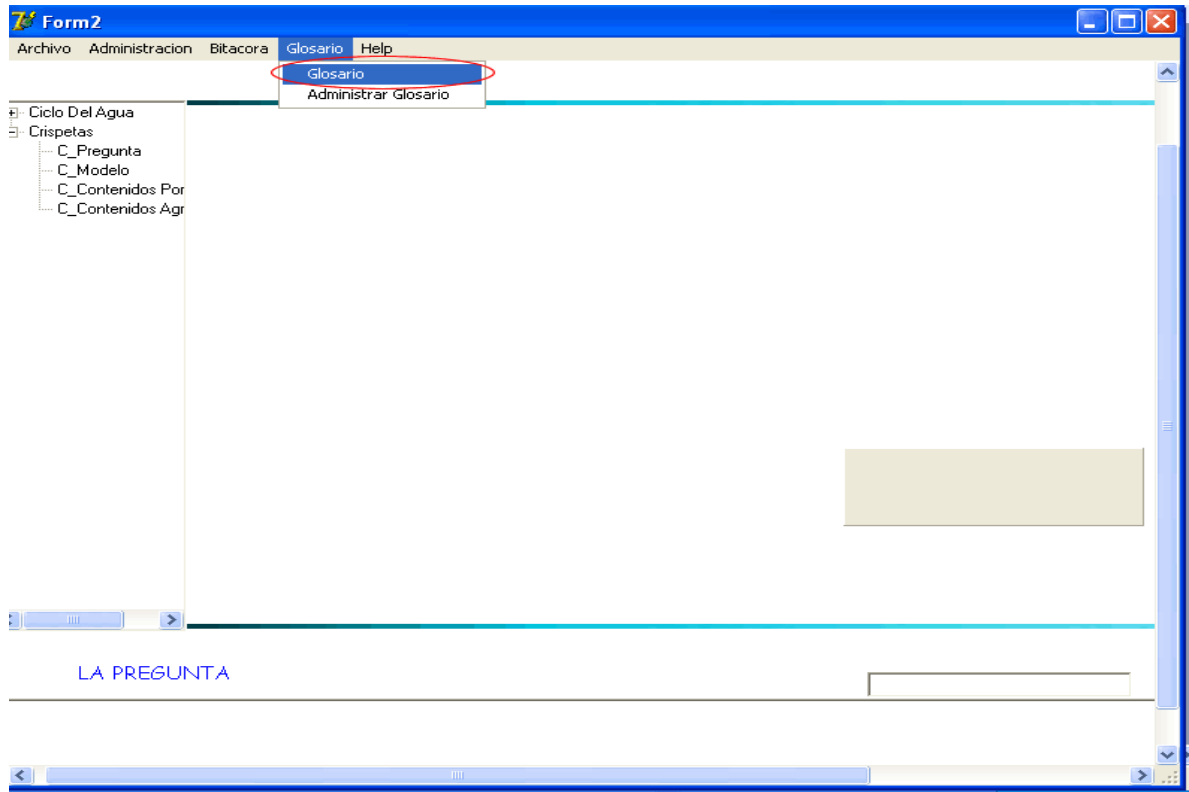 Form2
Archivo Administracion Bitacora Glosario Help
Glosario
Administrar Glosario
Ciclo Del Agua
Crispetas
C_Pregunta
C_Modelo
C_Contenidos Por
C_Contenidos Agr
LA PREGUNTA